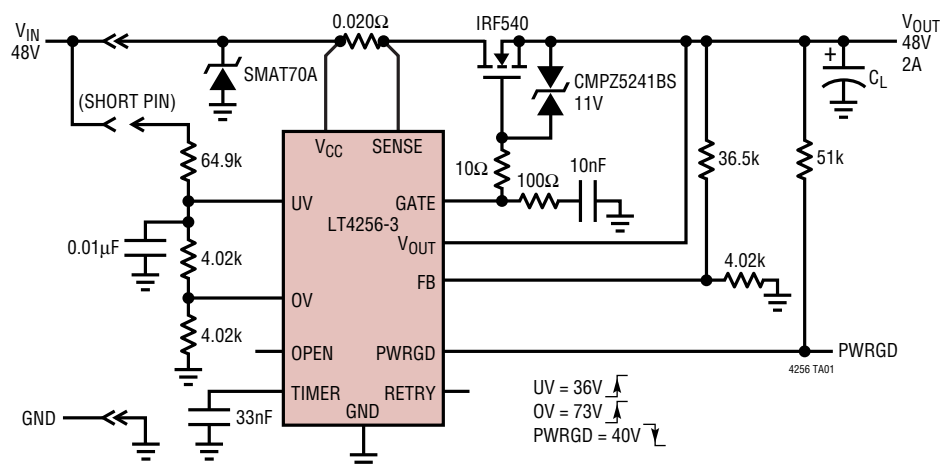 VIN
48V
0.020Ω
IRF540
VOUT
48V
2A
SMAT70A
CMPZ5241BS
11V
CL
+
(SHORT PIN)
64.9k
VCC
SENSE
10Ω
100Ω
10nF
36.5k
51k
UV
GATE
LT4256-3
0.01µF
4.02k
VOUT
FB
4.02k
OV
4.02k
OPEN
PWRGD
PWRGD
4256 TA01
TIMER
RETRY
GND
33nF
GND
UV = 36V
OV = 73V
PWRGD = 40V